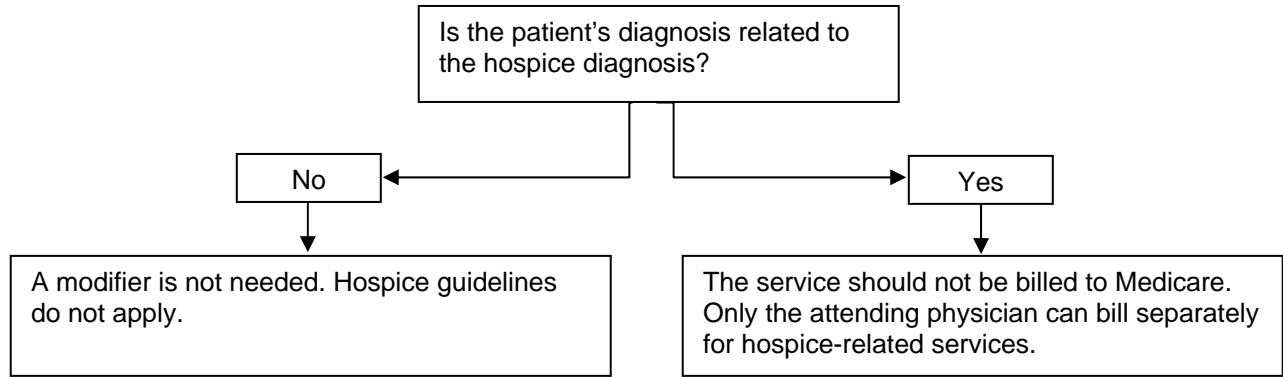 Is the patient’s diagnosis related to
the hospice diagnosis?
No
Yes
A modifier is not needed. Hospice guidelines
do not apply.
The service should not be billed to Medicare.
Only the attending physician can bill separately
for hospice-related services.